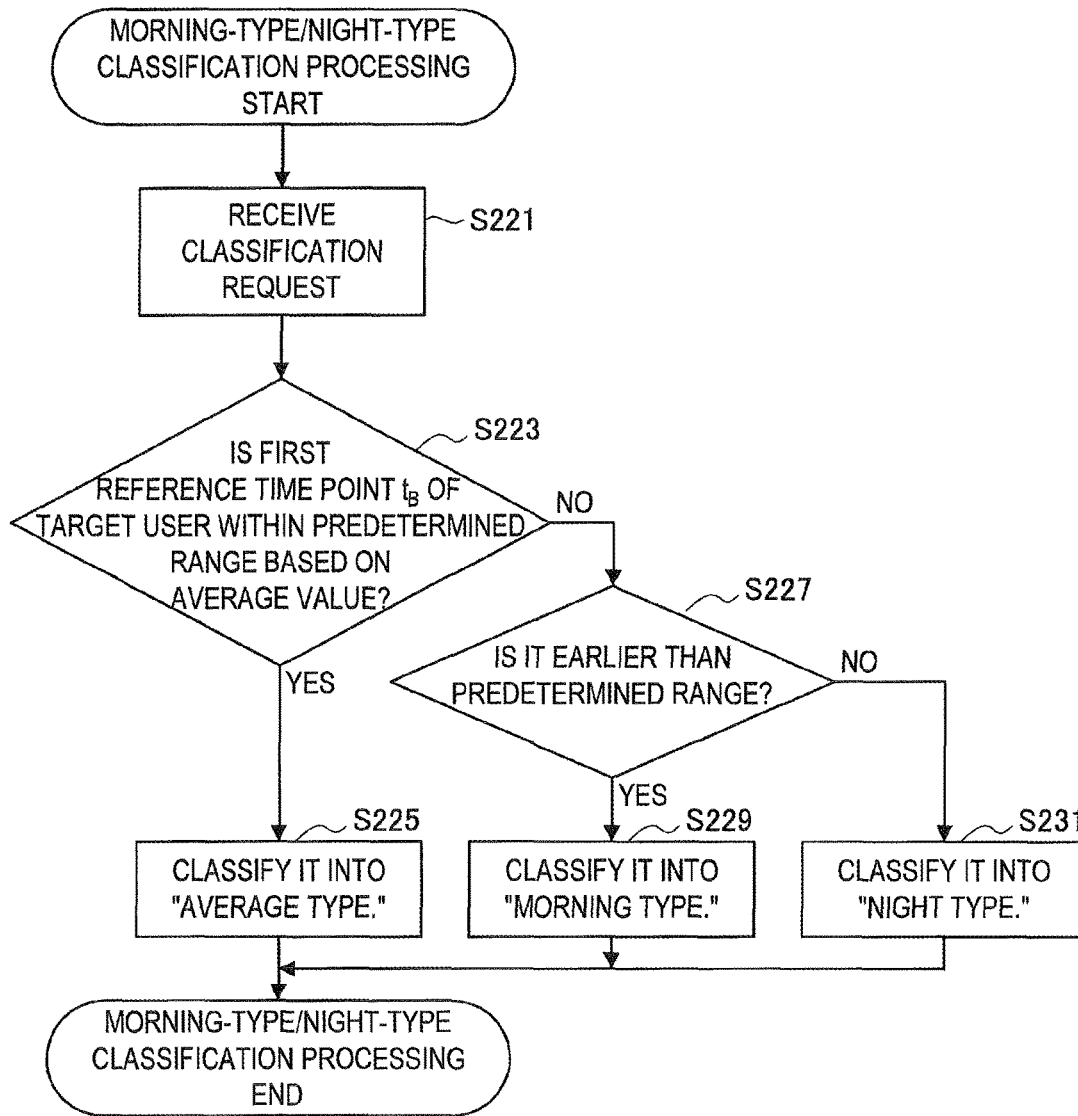 MORNING-TYPE/NIGHT-TYPE
CLASSIFICATION PROCESSING
START
RECEIVE
CLASSIFICATION
REQUEST
S221
IS FIRST
REFERENCE TIME POINT tB OF
TARGET USER WITHIN PREDETERMINED
RANGE BASED ON
AVERAGE VALUE?
S223
NO
YES
IS IT EARLIER THAN
PREDETERMINED RANGE?
S227
NO
YES
S225
CLASSIFY IT INTO
"AVERAGE TYPE."
S229
CLASSIFY IT INTO
"MORNING TYPE."
S231
CLASSIFY IT INTO
"NIGHT TYPE."
MORNING-TYPE/NIGHT-TYPE
CLASSIFICATION PROCESSING
END